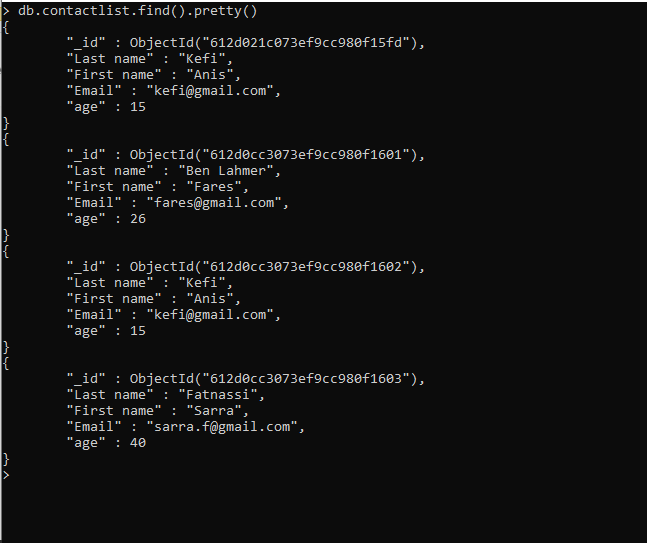 > db.contactlist.find().pretty()
{
"_id" : ObjectId("612d021c073ef9cc980f15fd"),
"Last name" : "Kefi",
"First name" : "Anis",
"Email" : "kefi@gmail.com",
"age" : 15
}
{
"_id" : ObjectId("612d0cc3073ef9cc980f1601"),
"Last name" : "Ben Lahmer",
"First name" : "Fares",
"Email" : "fares@gmail.com",
"age" : 26
}
{
"_id" : ObjectId("612d0cc3073ef9cc980f1602"),
"Last name" : "Kefi",
"First name" : "Anis",
"Email" : "kefi@gmail.com",
"age" : 15
}
{
"_id" : ObjectId("612d0cc3073ef9cc980f1603"),
"Last name" : "Fatnassi",
"First name" : "Sarra",
"Email" : "sarra.f@gmail.com",
"age" : 40
}
>